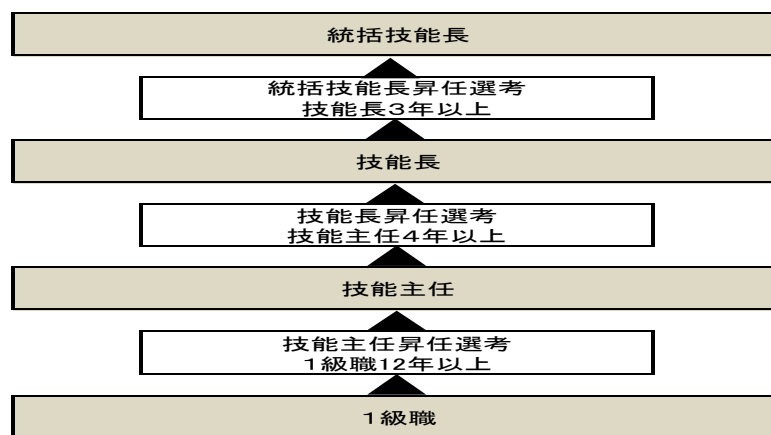 統括技能長
統括技能長昇任選考
技能長3年以上
技能長
技能長昇任選考
技能主任4年以上
技能主任
技能主任昇任選考
1級職12年以上
1級職